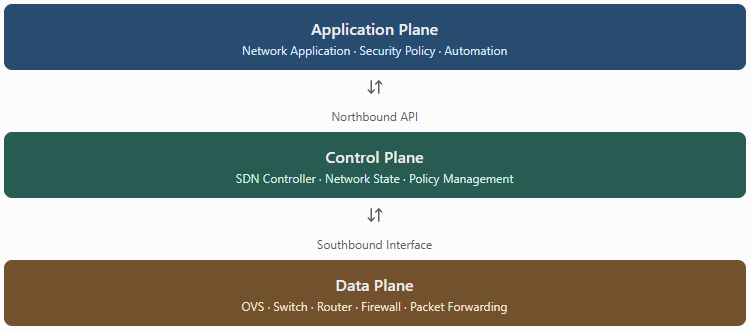 Application Plane
Network Application · Security Policy · Automation
Northbound API
Control Plane
SDN Controller · Network State · Policy Management
Southbound Interface
Data Plane
OVS · Switch · Router · Firewall · Packet Forwarding